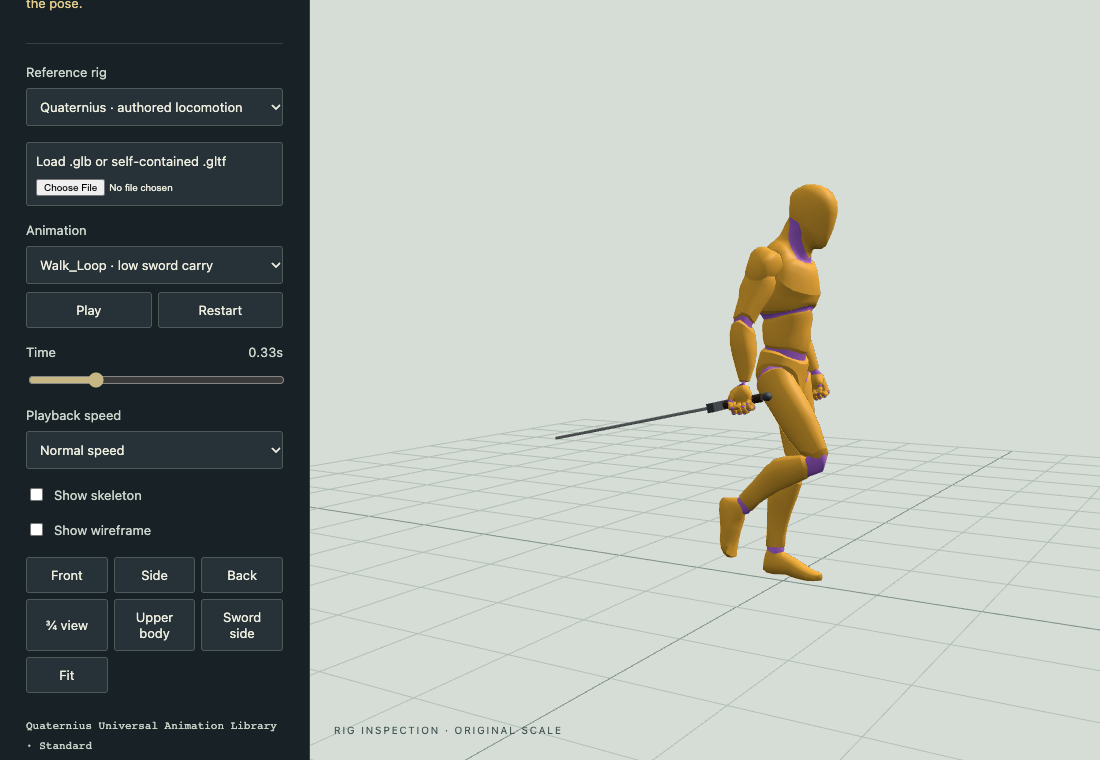 the pose.
Reference rig
Quaternius · authored locomotion
Load .glb or self-contained .gltf
Choose File No file chosen
Animation
Walk_Loop · low sword carry
Play Restart
Time 0.33s
Playback speed
Normal speed
Show skeleton
Show wireframe
Front Side Back
¾ view Upper body Sword side
Fit
Quaternius Universal Animation Library
· Standard
RIG INSPECTION · ORIGINAL SCALE